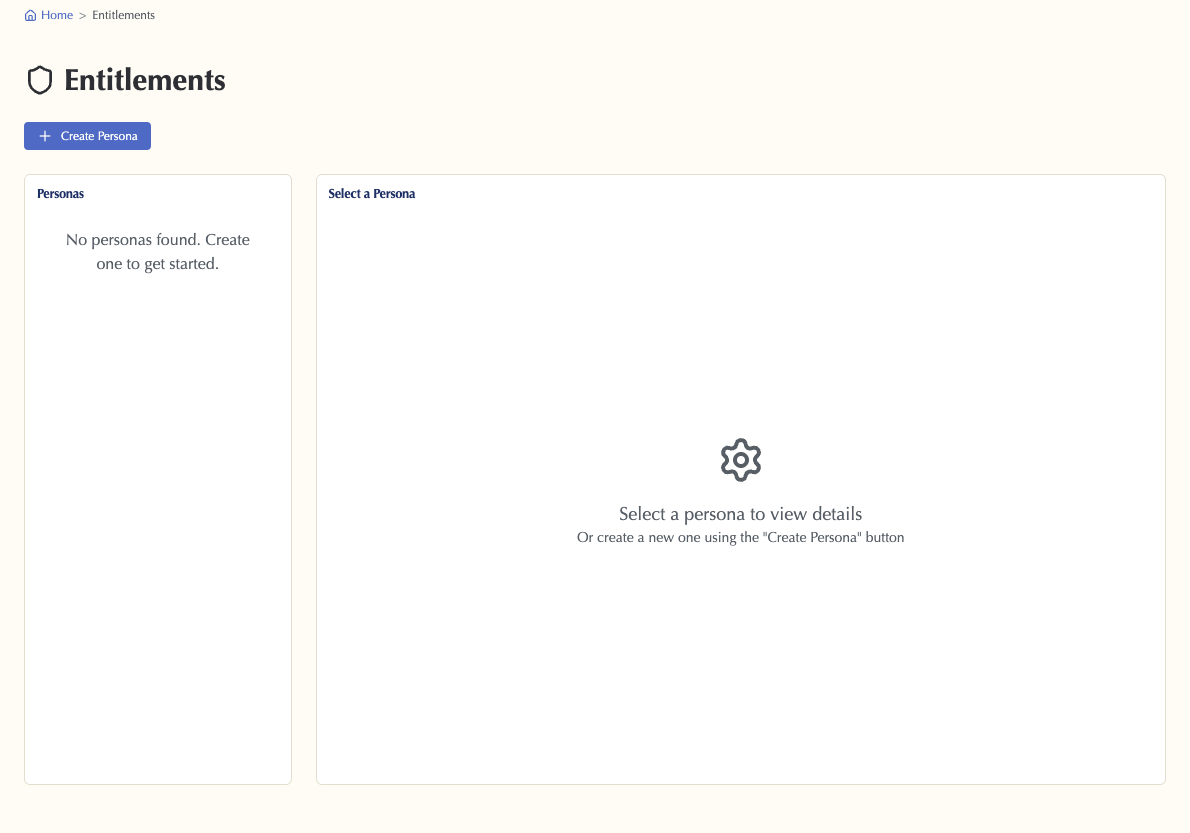 Home > Entitlements
Entitlements
Create Persona
Personas
No personas found. Create
one to get started.
Select a Persona
Select a persona to view details
Or create a new one using the "Create Persona" button